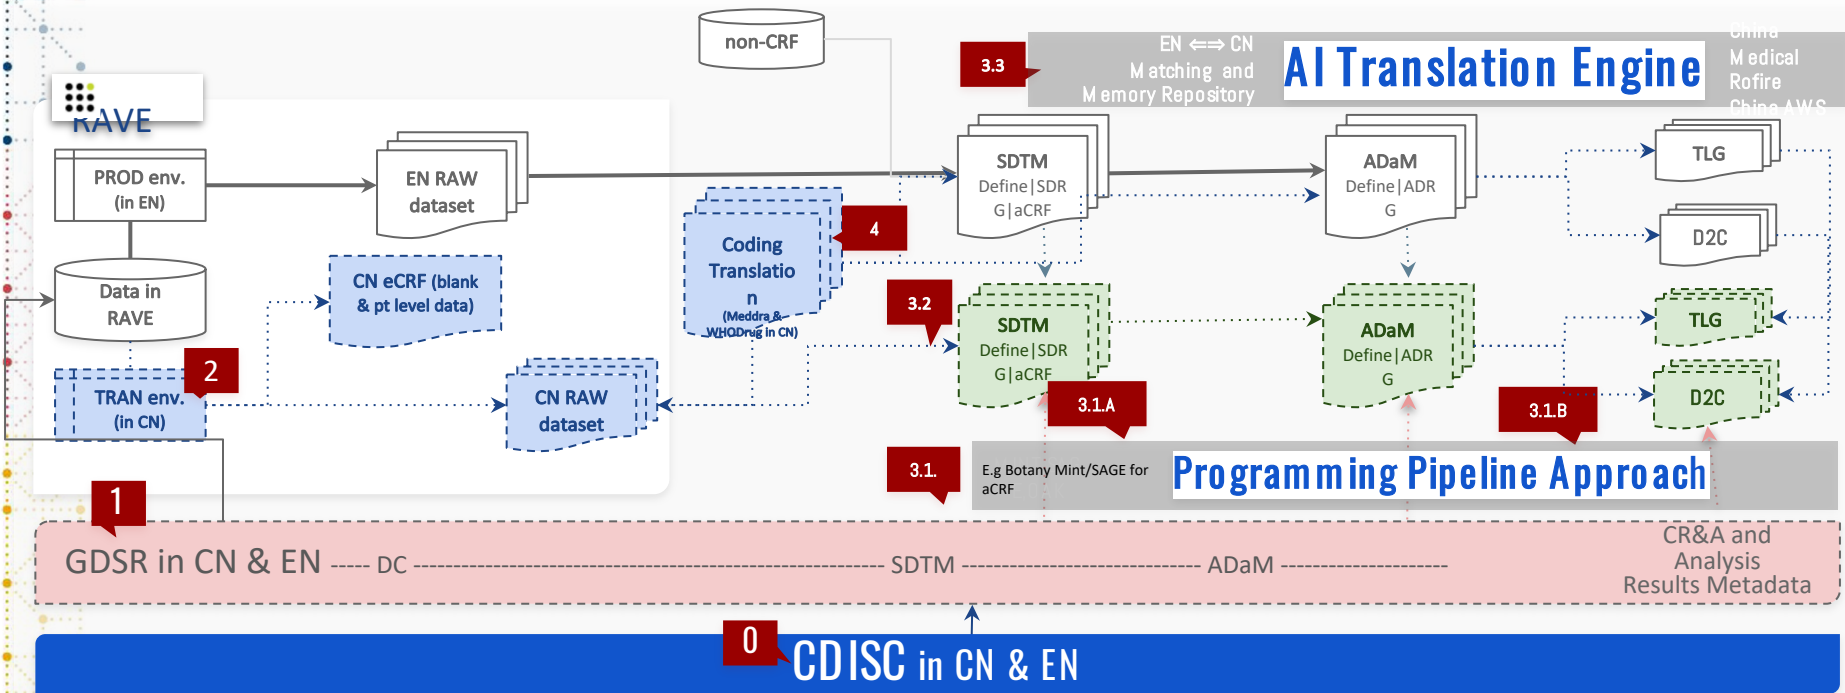 non-CRF
3.3
EN ⟸⟹ CN
Matching and
Memory Repository
AI Translation Engine
China
Medical
Rofire
China AWS
RAVE
PROD env.
(in EN)
EN RAW
dataset
SDTM
Define|SDR
G|aCRF
ADaM
Define|ADR
G
TLG
D2C
Data in
RAVE
CN eCRF (blank
& pt level data)
Coding
Translatio
n
(Meddra &
WHODrug in CN)
4
3.2
SDTM
Define|SDR
G|aCRF
ADaM
Define|ADR
G
TLG
D2C
2
TRAN env.
(in CN)
CN RAW
dataset
3.1.A
3.1.B
3.1.
E.g Botany Mint/SAGE for
aCRF
Programming Pipeline Approach
1
GDSR in CN & EN ----- DC ----------------------------------------------------------- SDTM ------------------------------ ADaM ---------------------
CR&A and
Analysis
Results Metadata
0
CDISC in CN & EN